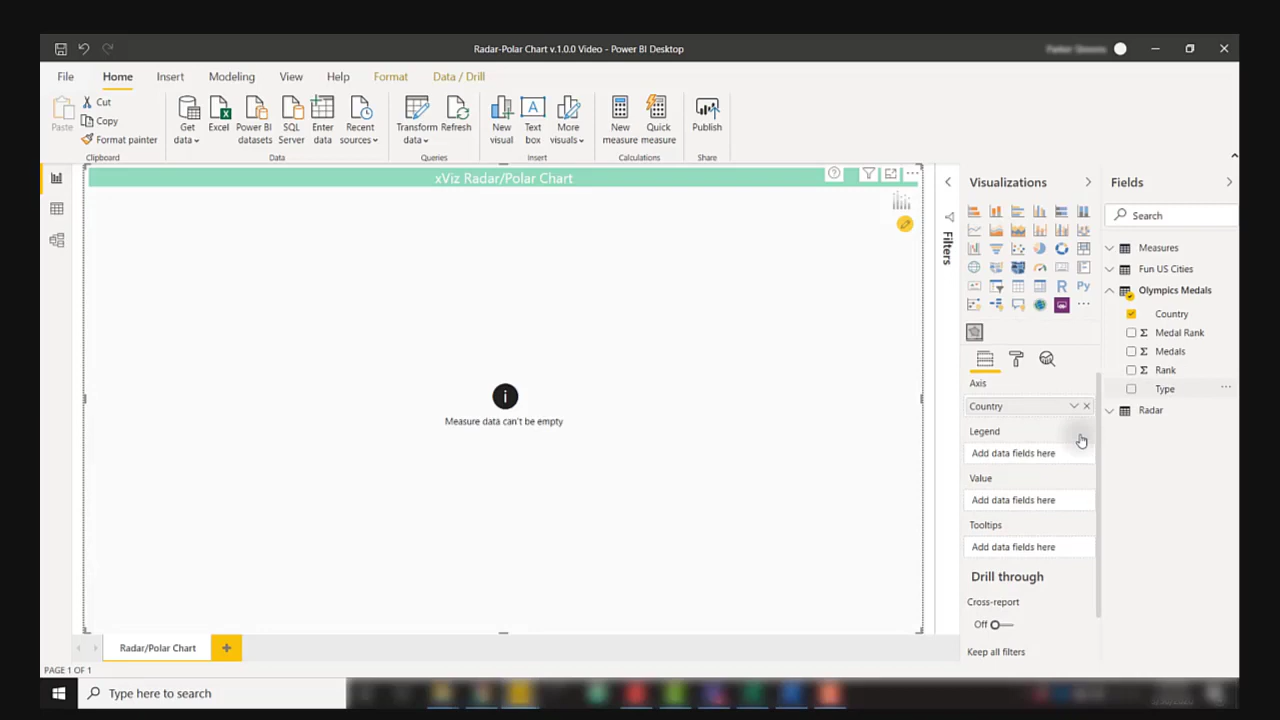 Radar-Polar Chart v.1.0.0 Video - Power BI Desktop
File Home Insert Modeling View Help Format Data / Drill
Paste
Cut
Copy
Format painter
Clipboard
Get data
Excel
Power BI datasets
SQL Server
Enter data
Recent sources
Data
Transform data
Refresh
Queries
New visual
Text box
More visuals
Insert
New measure
Quick measure
Calculations
Publish
Share
xViz Radar/Polar Chart
i
Measure data can't be empty
Filters
Visualizations
R
Py
Axis
Country
Legend
Add data fields here
Value
Add data fields here
Tooltips
Add data fields here
Drill through
Cross-report
Off
Keep all filters
Fields
Search
Measures
Fun US Cities
Olympics Medals
Country
Σ Medal Rank
Σ Medals
Σ Rank
Type
Radar
Radar/Polar Chart
PAGE 1 OF 1
Type here to search